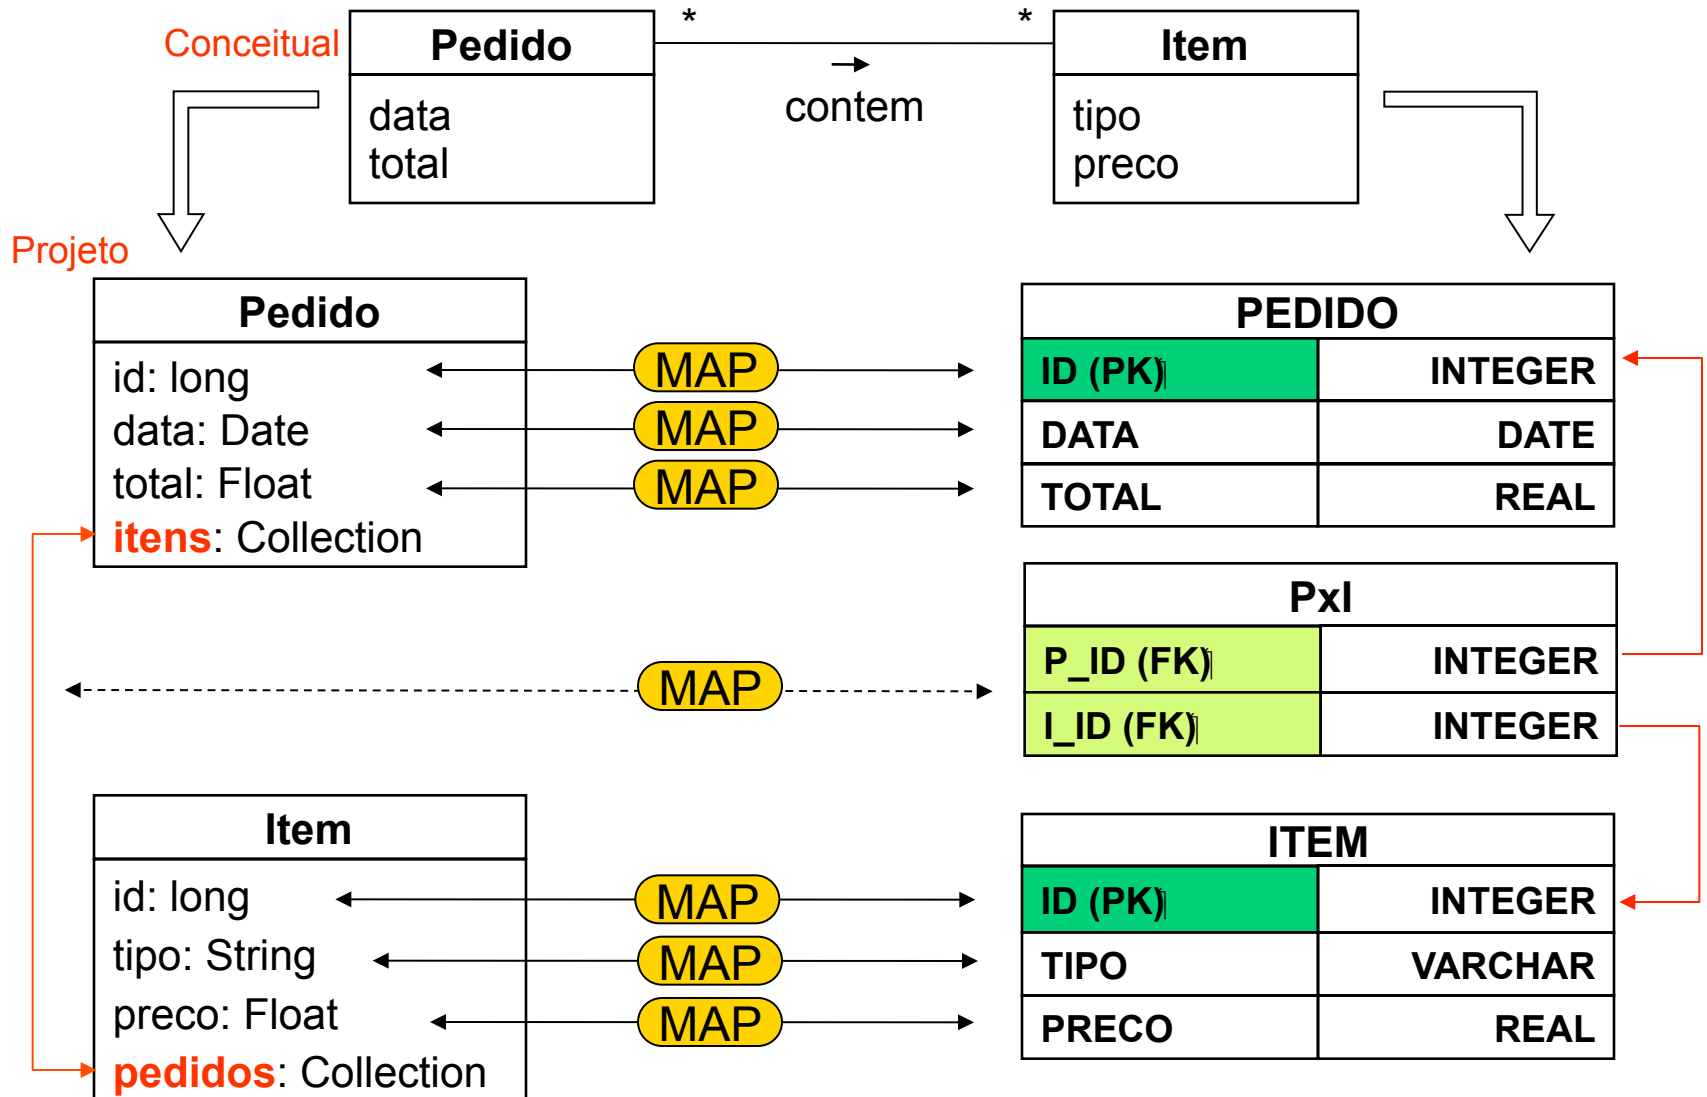 Conceitual
Pedido
*
*
Item
data
total
contem
tipo
preco
Projeto
Pedido
id: long
data: Date
total: Float
itens: Collection
MAP
MAP
MAP
PEDIDO
ID (PK) INTEGER
DATA DATE
TOTAL REAL
MAP
PxI
P_ID (FK) INTEGER
I_ID (FK) INTEGER
Item
id: long
tipo: String
preco: Float
pedidos: Collection
MAP
MAP
MAP
ITEM
ID (PK) INTEGER
TIPO VARCHAR
PRECO REAL